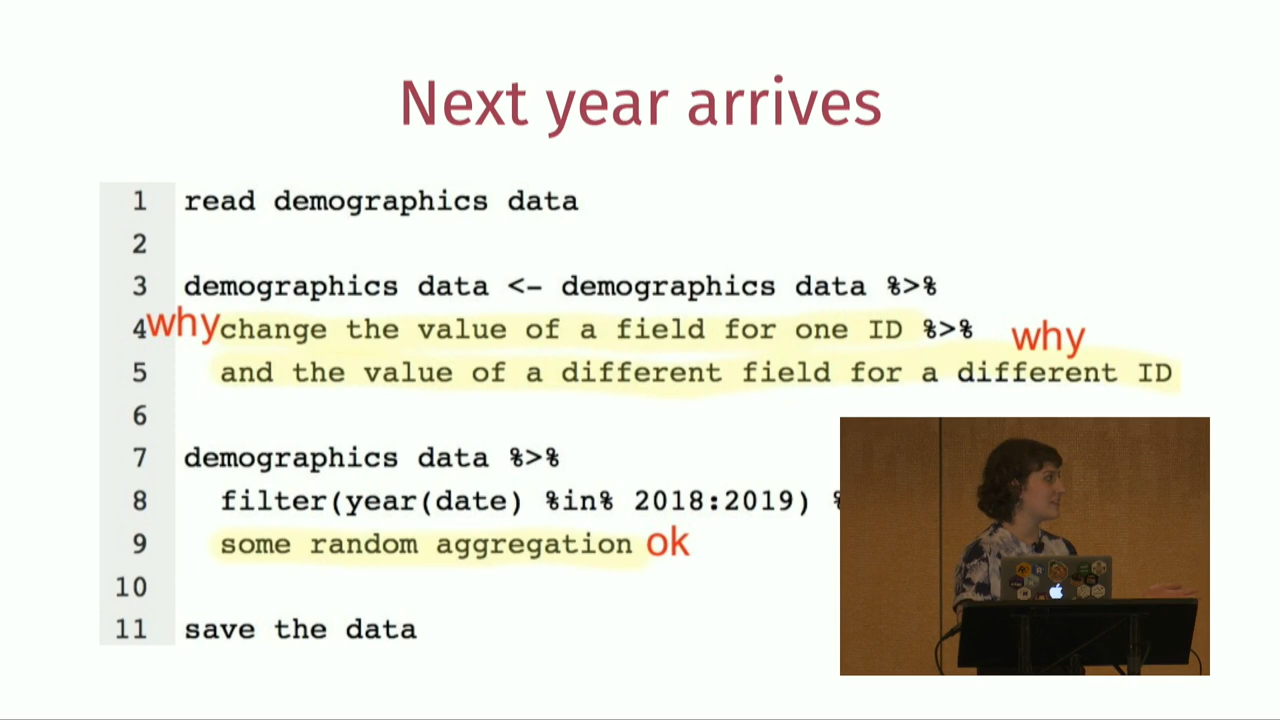 Next year arrives
1 read demographics data
2
3 demographics data <- demographics data %>%
4 why change the value of a field for one ID %>% why
5 and the value of a different field for a different ID
6
7 demographics data %>%
8 filter(year(date) %in% 2018:2019) %
9 some random aggregation ok
10
11 save the data